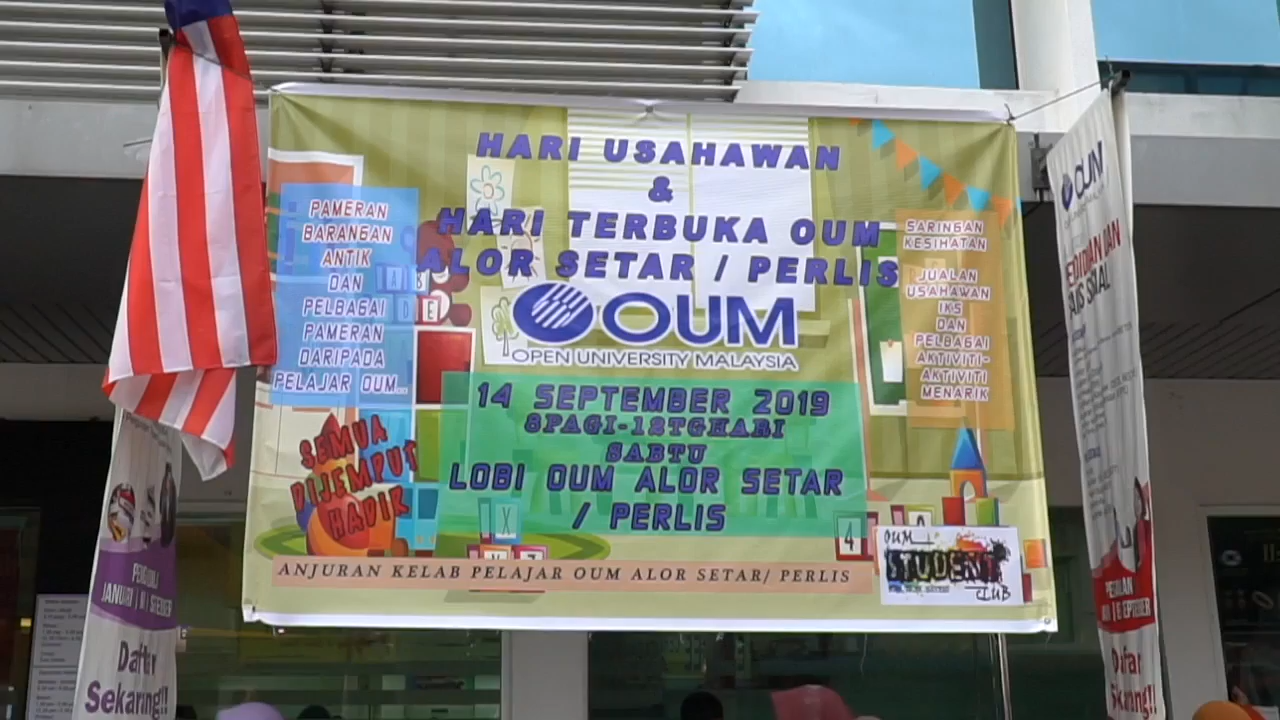 HARI USAHAWAN
&
HARI TERBUKA OUM
ALOR SETAR / PERLIS
OUM
OPEN UNIVERSITY MALAYSIA
14 SEPTEMBER 2019
8PAGI-12TGHARI
SABTU
LOBI OUM ALOR SETAR
/ PERLIS
PAMERAN
BARANGAN
ANTIK
DAN
PELBAGAI
PAMERAN
DARIPADA
PELAJAR OUM..
SEMUA
DIJEMPUT
HADIR
SARINGAN
KESIHATAN
JUALAN
USAHAWAN
IKS
DAN
PELBAGAI
AKTIVITI-
AKTIVITI
MENARIK
ANJURAN KELAB PELAJAR OUM ALOR SETAR/ PERLIS
OUM
STUDENT
CLUB
4
X
OUM
Daftar
Sekarang!!
Daftar
Sekarang!!